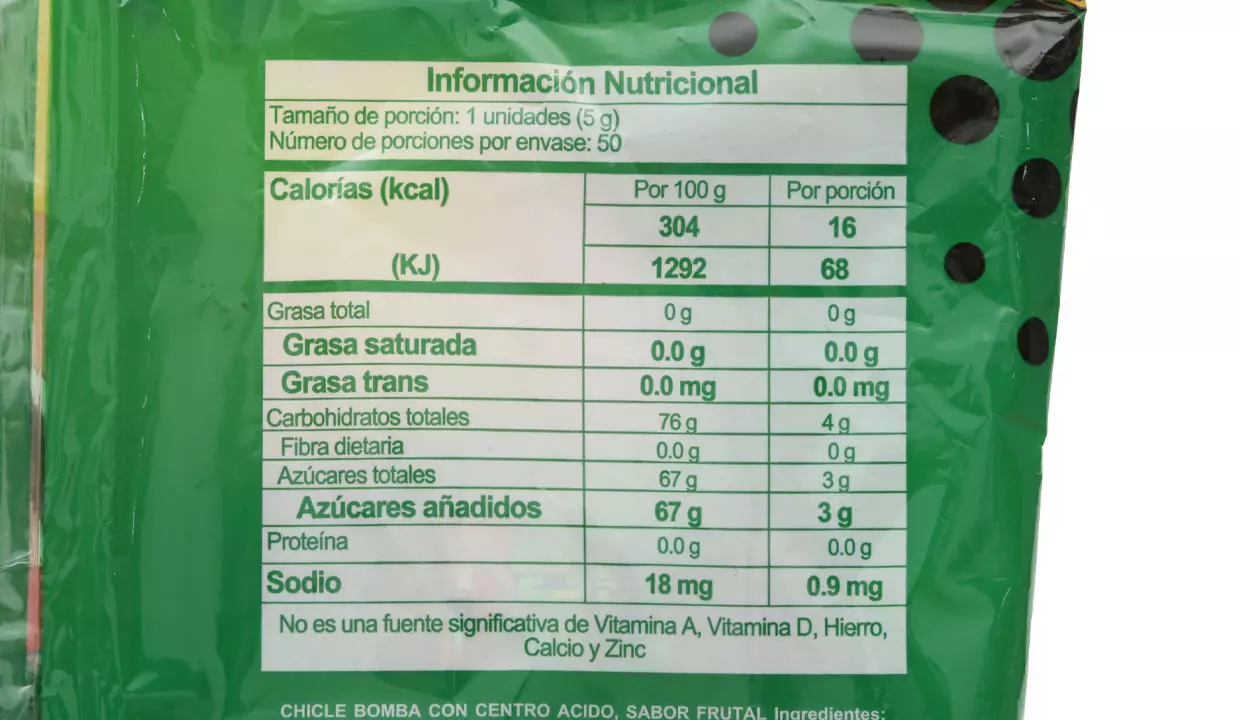 Información Nutricional
Tamaño de porción: 1 unidades (5 g)
Número de porciones por envase: 50
Calorías (kcal) Por 100 g Por porción
304 16
(KJ) 1292 68
Grasa total 0 g 0 g
Grasa saturada 0.0 g 0.0 g
Grasa trans 0.0 mg 0.0 mg
Carbohidratos totales 76 g 4 g
Fibra dietaria 0.0 g 0 g
Azúcares totales 67 g 3 g
Azúcares añadidos 67 g 3 g
Proteína 0.0 g 0.0 g
Sodio 18 mg 0.9 mg
No es una fuente significativa de Vitamina A, Vitamina D, Hierro,
Calcio y Zinc
CHICLE BOMBA CON CENTRO ACIDO, SABOR FRUTAL Ingredientes: